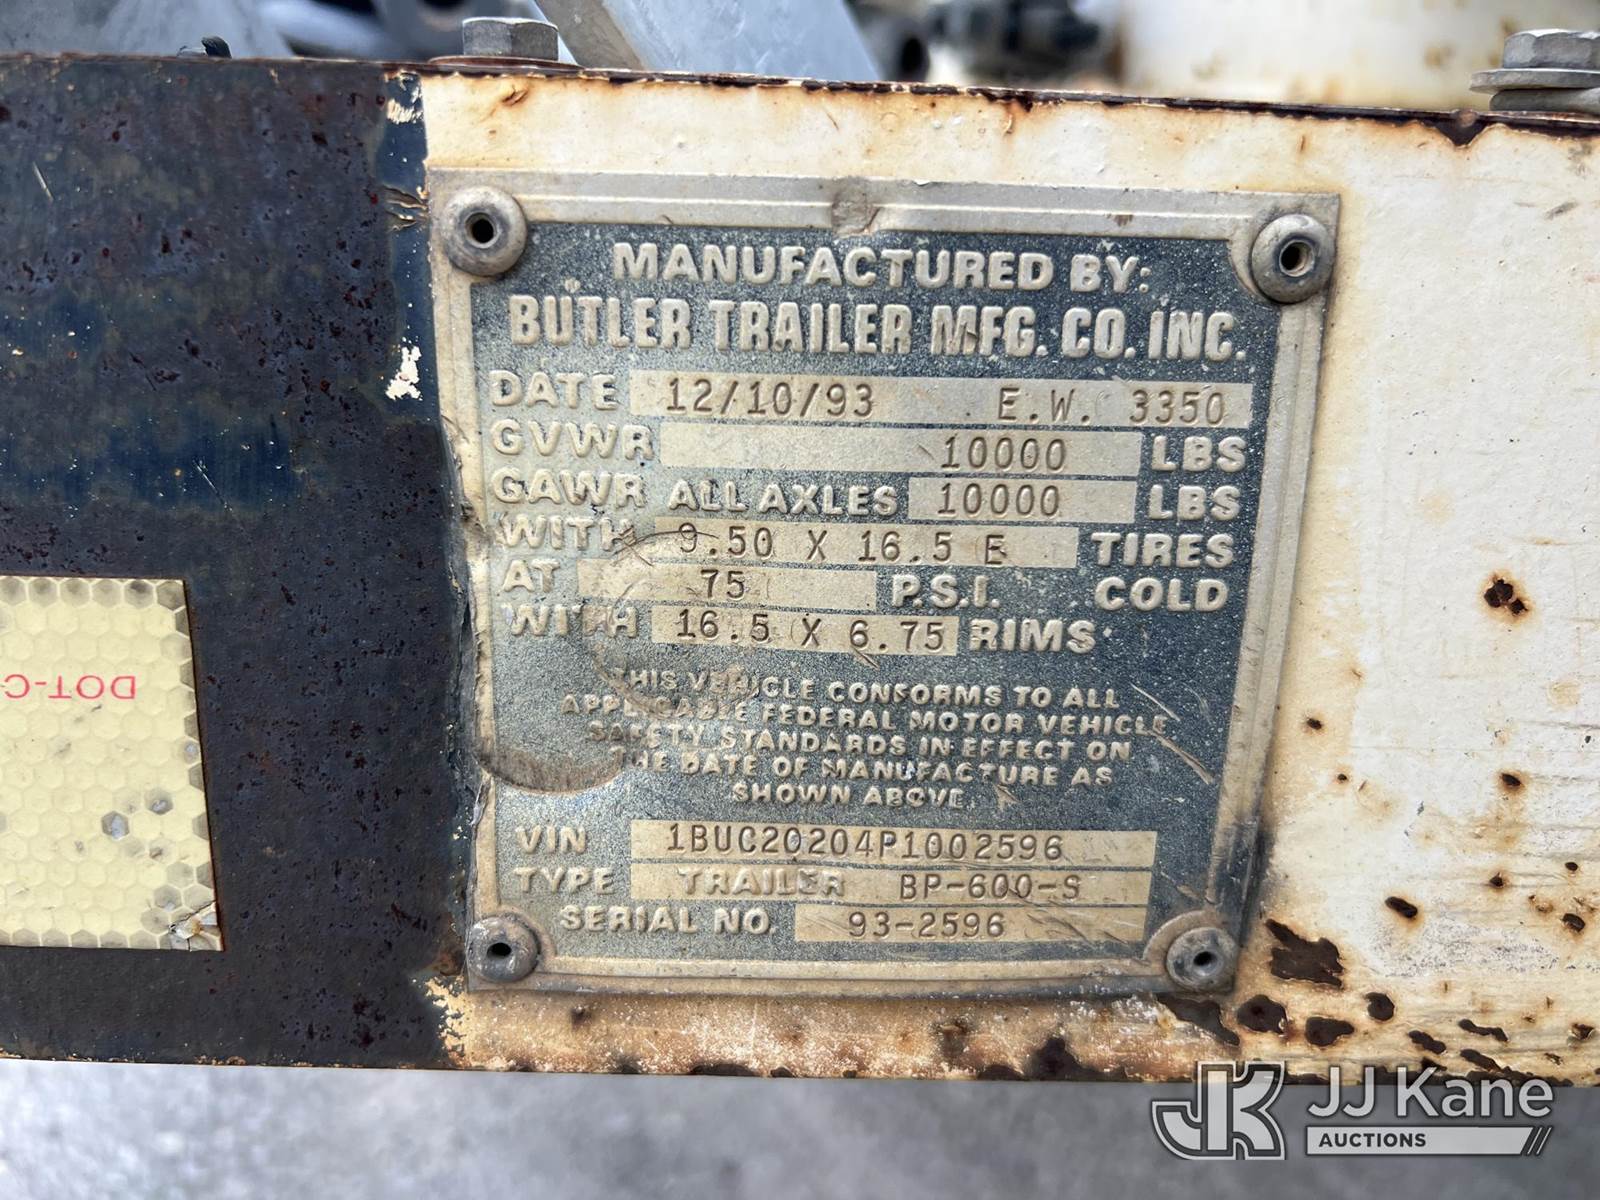 MANUFACTURED BY:
BUTLER TRAILER MFG. CO. INC.
DATE 12/10/93 E.W. 3350
GVWR 10000 LBS
GAWR ALL AXLES 10000 LBS
WITH 9.50 X 16.5 E TIRES
AT 75 P.S.I. COLD
WITH 16.5 X 6.75 RIMS
THIS VEHICLE CONFORMS TO ALL
APPLICABLE FEDERAL MOTOR VEHICLE
SAFETY STANDARDS IN EFFECT ON
THE DATE OF MANUFACTURE AS
SHOWN ABOVE.
VIN 1BUC20204P1002596
TYPE TRAILER BP-600-S
SERIAL NO. 93-2596
DOT-C
JK JJ Kane
AUCTIONS